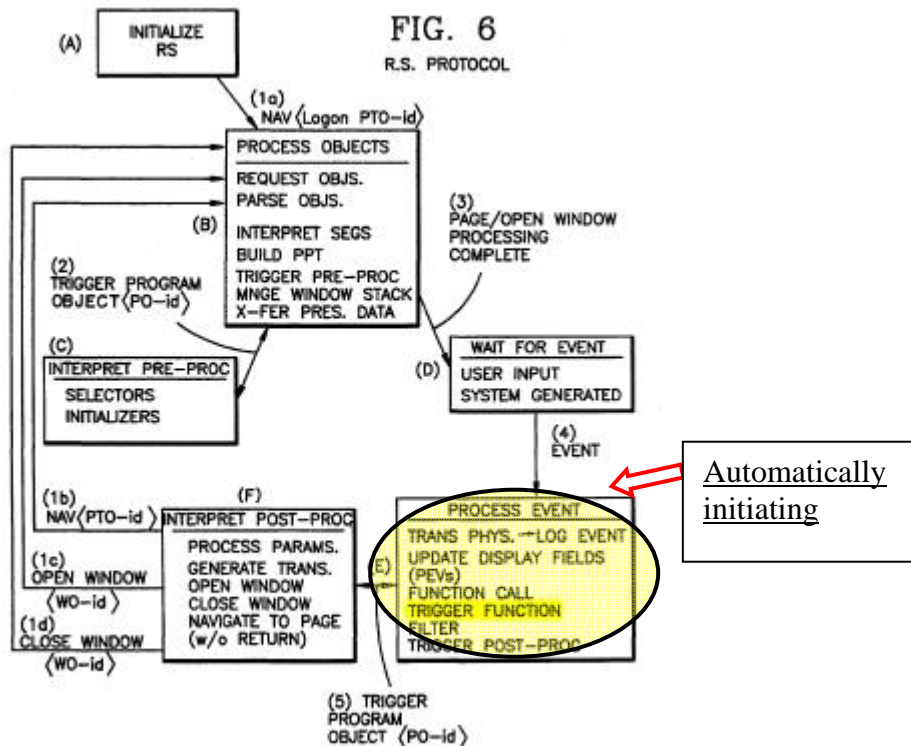 FIG. 6
R.S. PROTOCOL
(A)
INITIALIZE
RS
(1a)
NAV⟨Logon PTO-id⟩
(B)
PROCESS OBJECTS
REQUEST OBJS.
PARSE OBJS.
INTERPRET SEGS
BUILD PPT
TRIGGER PRE-PROC
MNGE WINDOW STACK
X-FER PRES. DATA
(2)
TRIGGER PROGRAM
OBJECT⟨PO-id⟩
(3)
PAGE/OPEN WINDOW
PROCESSING
COMPLETE
(C)
INTERPRET PRE-PROC
SELECTORS
INITIALIZERS
(D)
WAIT FOR EVENT
USER INPUT
SYSTEM GENERATED
(4)
EVENT
Automatically
initiating
(1b)
NAV⟨PTO-id⟩
(1c)
OPEN WINDOW
⟨WO-id⟩
(1d)
CLOSE WINDOW
⟨WO-id⟩
(F)
INTERPRET POST-PROC
PROCESS PARAMS.
GENERATE TRANS.
OPEN WINDOW
CLOSE WINDOW
NAVIGATE TO PAGE
(w/o RETURN)
(E)
PROCESS EVENT
TRANS PHYS.→LOG EVENT
UPDATE DISPLAY FIELDS
(PEVs)
FUNCTION CALL
TRIGGER FUNCTION
FILTER
TRIGGER POST-PROC
(5) TRIGGER
PROGRAM
OBJECT ⟨PO-id⟩